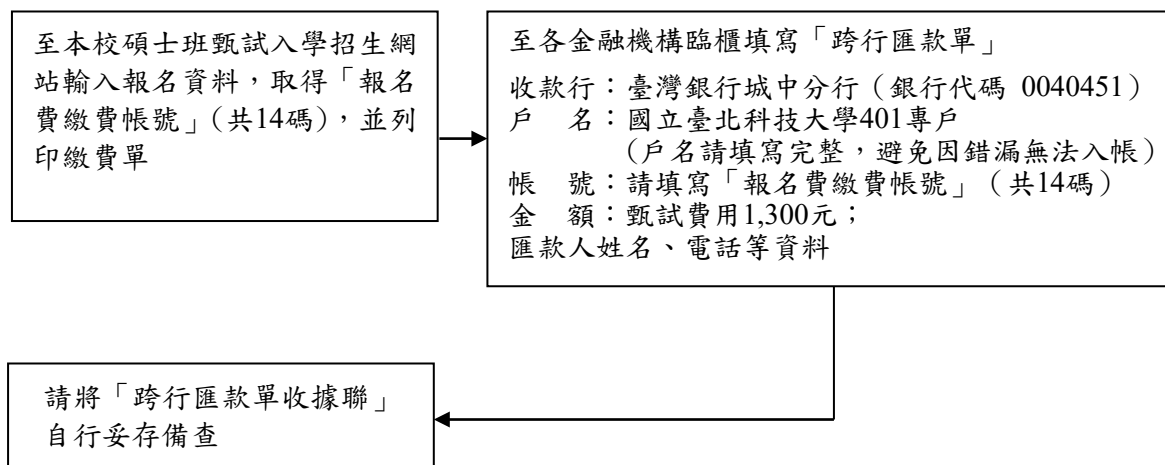 至本校碩士班甄試入學招生網
站輸入報名資料，取得「報名
費繳費帳號」(共14碼)，並列
印繳費單
至各金融機構臨櫃填寫「跨行匯款單」
收款行：臺灣銀行城中分行（銀行代碼 0040451）
戶　名：國立臺北科技大學401專戶
(戶名請填寫完整，避免因錯漏無法入帳)
帳　號：請填寫「報名費繳費帳號」（共14碼）
金　額：甄試費用1,300元；
匯款人姓名、電話等資料
請將「跨行匯款單收據聯」
自行妥存備查